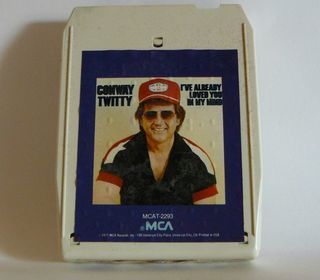 CONWAY
TWITTY
I'VE ALREADY
LOVED YOU
IN MY MIND
MCAT-2293
MCA